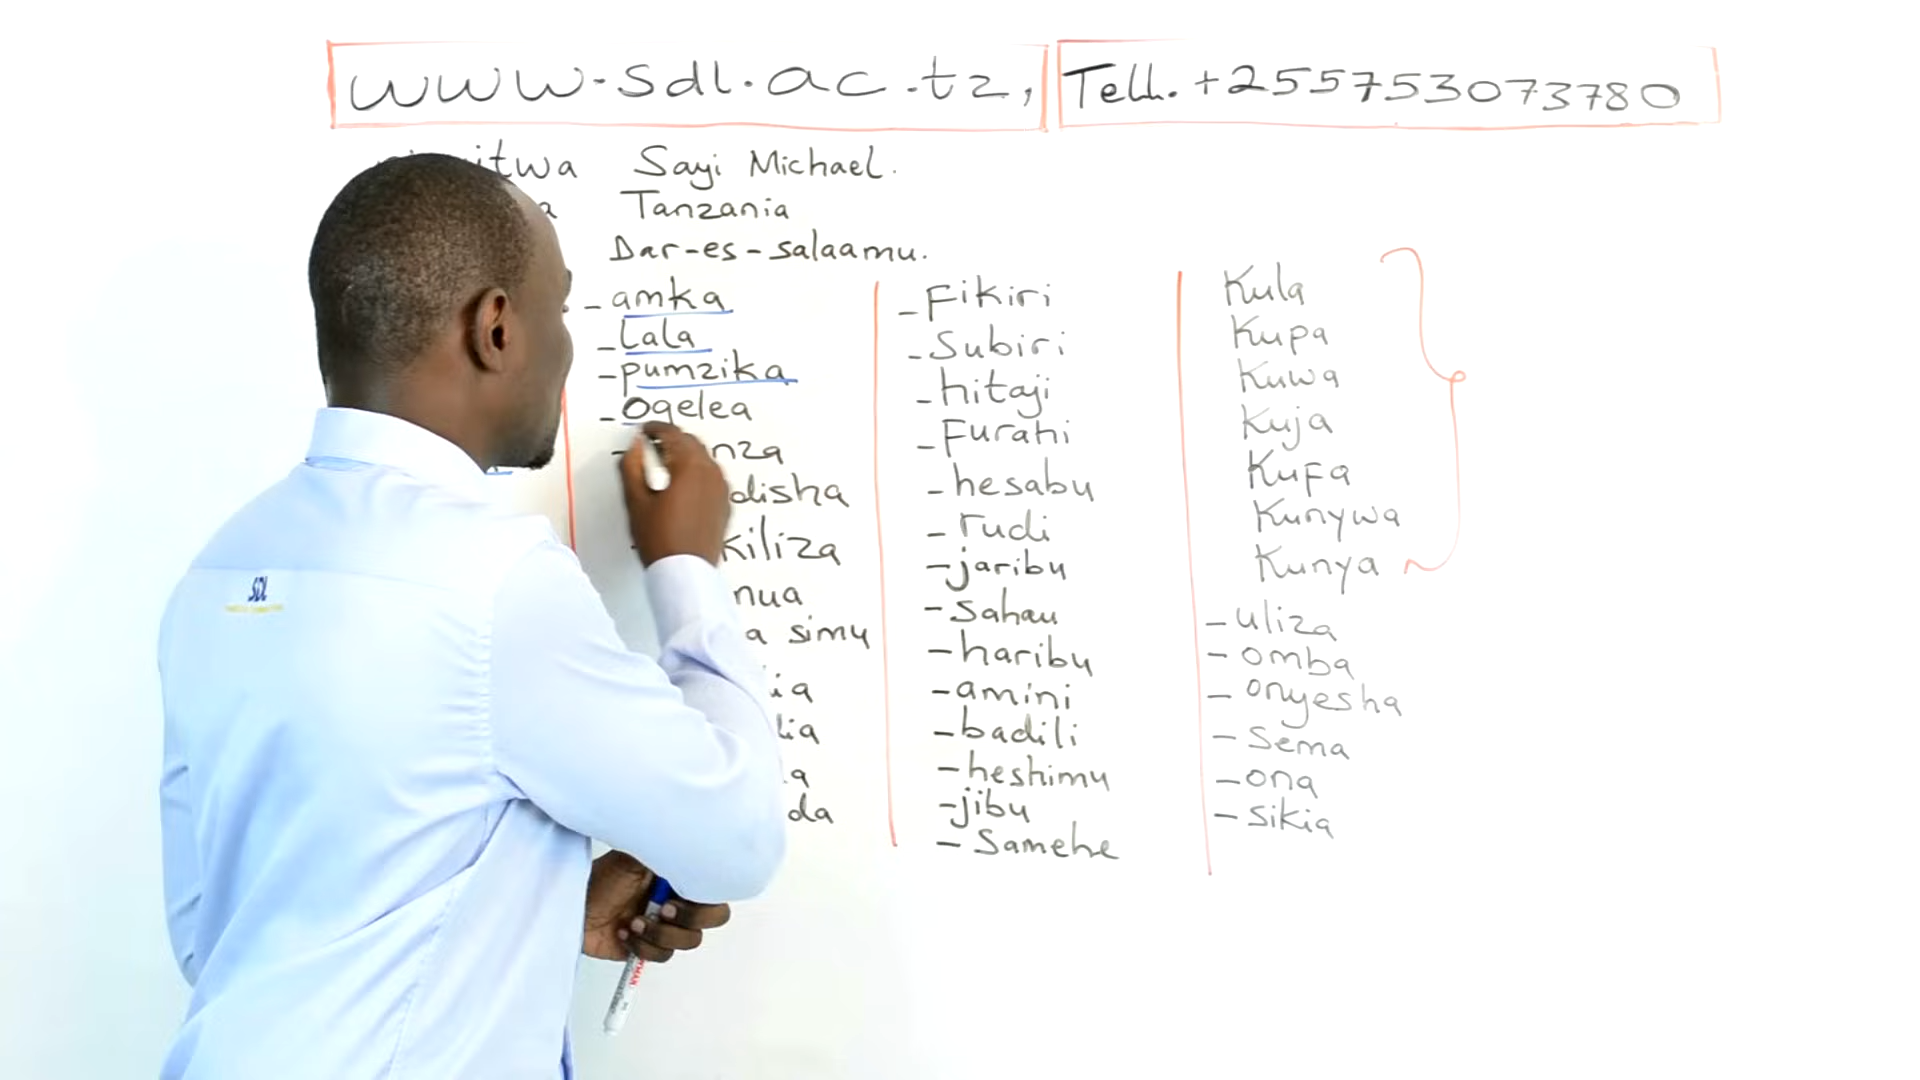 www.sdl.ac.tz, Tell. +255753073780
Sayi Michael.
Tanzania
Dar-es-salaamu.
- amka
- Lala
- pumzika
- Ogelea
- Fikiri
- Subiri
- hitaji
- Furahi
- hesabu
- rudi
- jaribu
- Sahau
- haribu
- amini
- badili
- heshimu
- jibu
- Samehe
Kula
Kupa
Kuwa
Kuja
Kufa
Kunywa
Kunya
- uliza
- omba
- onyesha
- Sema
- ona
- Sikia
simu
SDL